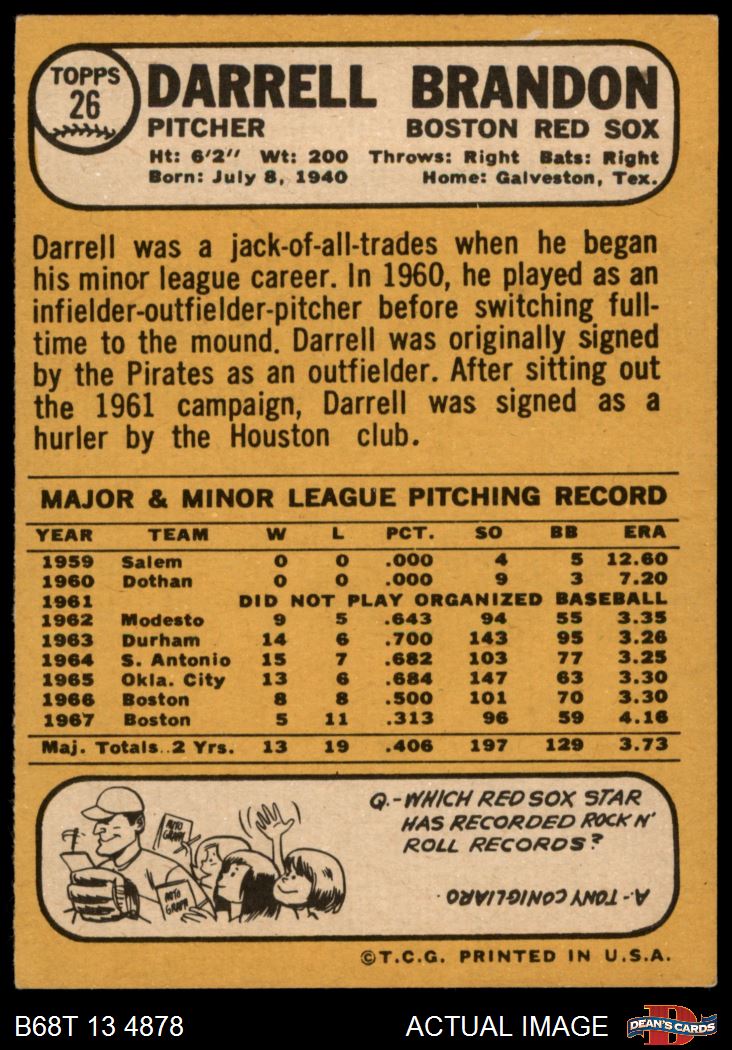 TOPPS
26
DARRELL BRANDON
PITCHER BOSTON RED SOX
Ht: 6'2" Wt: 200 Throws: Right Bats: Right
Born: July 8, 1940 Home: Galveston, Tex.
Darrell was a jack-of-all-trades when he began
his minor league career. In 1960, he played as an
infielder-outfielder-pitcher before switching full-
time to the mound. Darrell was originally signed
by the Pirates as an outfielder. After sitting out
the 1961 campaign, Darrell was signed as a
hurler by the Houston club.
MAJOR & MINOR LEAGUE PITCHING RECORD
YEAR TEAM W L PCT. SO BB ERA
1959 Salem 0 0 .000 4 5 12.60
1960 Dothan 0 0 .000 9 3 7.20
1961 DID NOT PLAY ORGANIZED BASEBALL
1962 Modesto 9 5 .643 94 55 3.35
1963 Durham 14 6 .700 143 95 3.26
1964 S. Antonio 15 7 .682 103 77 3.25
1965 Okla. City 13 6 .684 147 63 3.30
1966 Boston 8 8 .500 101 70 3.30
1967 Boston 5 11 .313 96 59 4.16
Maj. Totals..2 Yrs. 13 19 .406 197 129 3.73
AUTO
GRAPH
AUTO
GRAPH
Q.-WHICH RED SOX STAR
HAS RECORDED ROCK N'
ROLL RECORDS?
A.-TONY CONIGLIARO.
©T.C.G. PRINTED IN U.S.A.
B68T 13 4878 ACTUAL IMAGE
D
DEAN'S CARDS